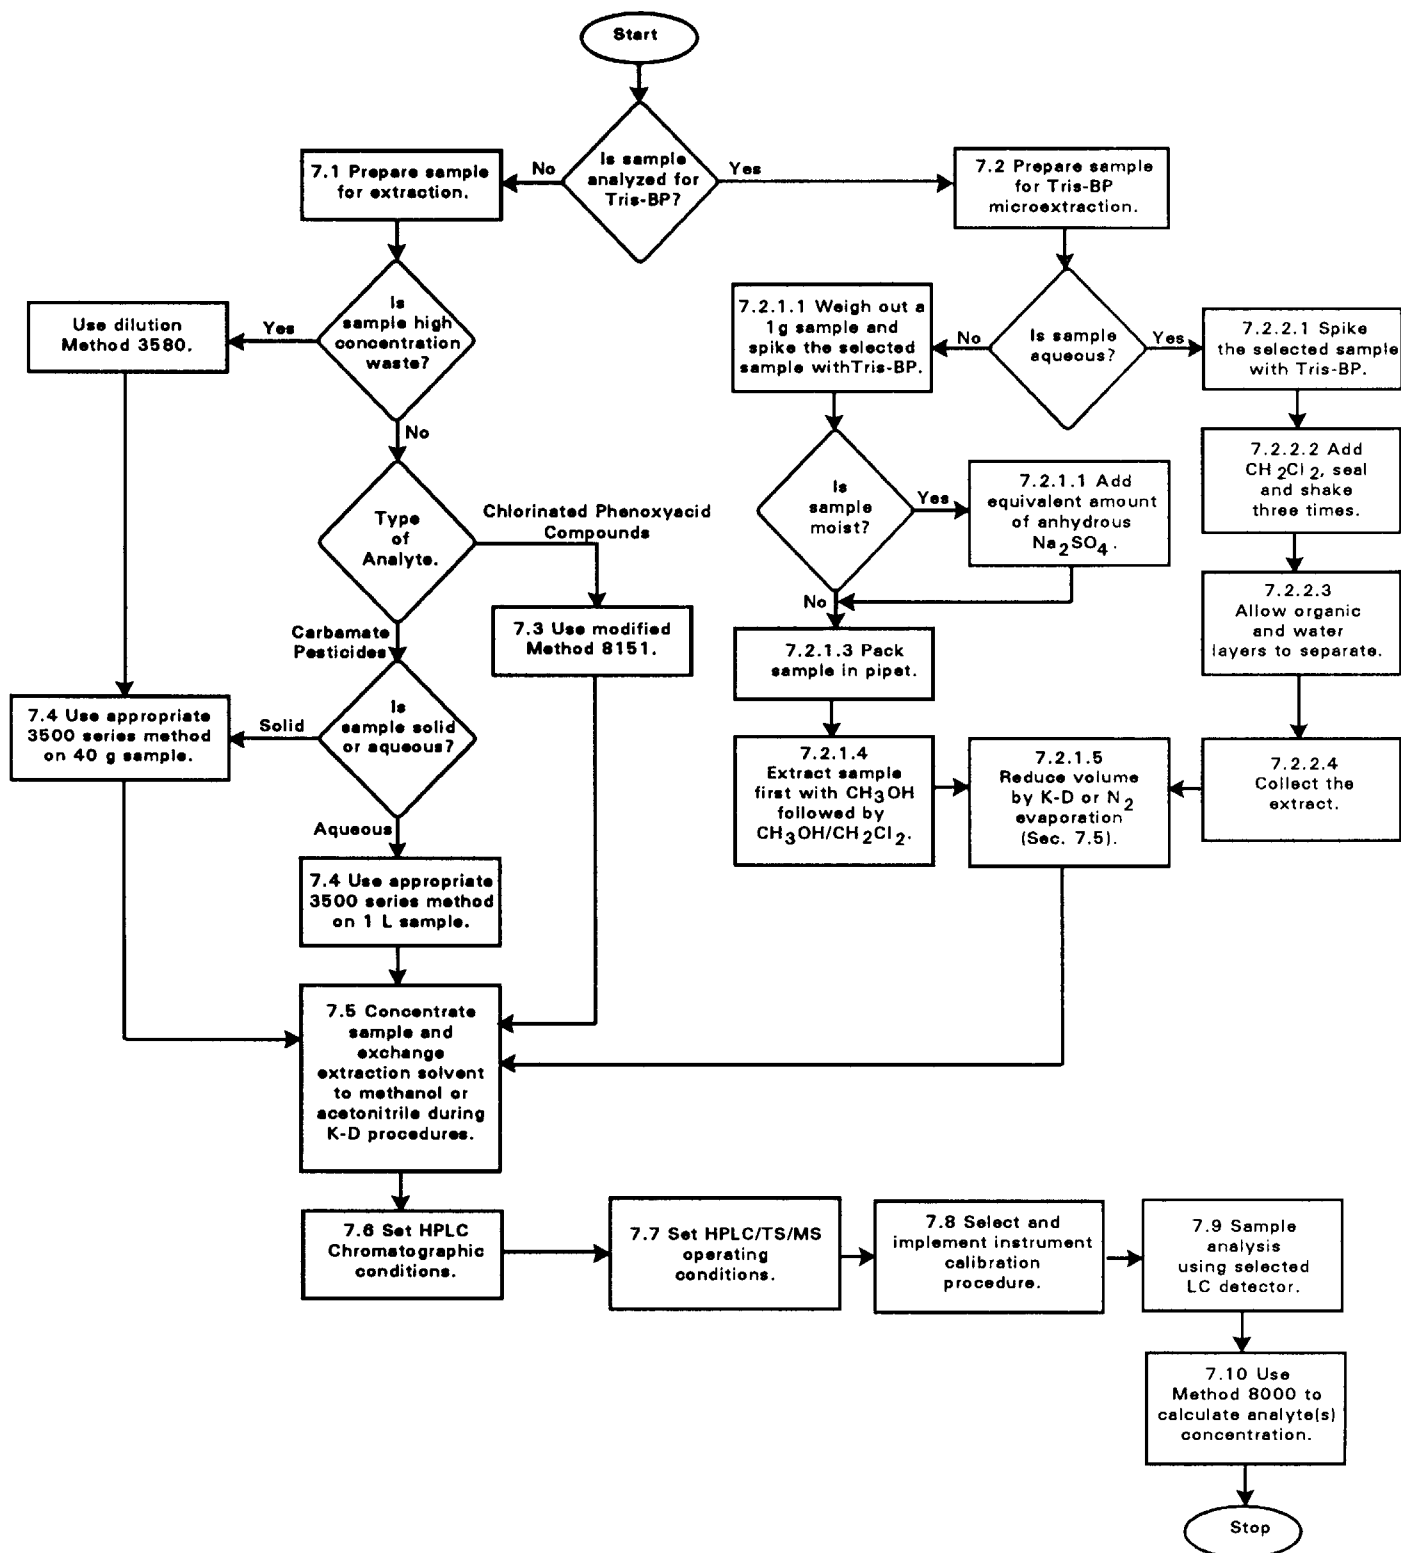 Start
Is sample
analyzed for
Tris-BP?
No
Yes
7.1 Prepare sample
for extraction.
7.2 Prepare sample
for Tris-BP
microextraction.
Is
sample high
concentration
waste?
Yes
No
Use dilution
Method 3580.
7.2.1.1 Weigh out a
1g sample and
spike the selected
sample withTris-BP.
Is sample
aqueous?
No
Yes
7.2.2.1 Spike
the selected sample
with Tris-BP.
Type
of
Analyte.
Chlorinated Phenoxyacid
Compounds
Carbamate
Pesticides
Is
sample
moist?
Yes
No
7.2.1.1 Add
equivalent amount
of anhydrous
Na2SO4.
7.2.2.2 Add
CH2Cl2, seal
and shake
three times.
7.2.2.3
Allow organic
and water
layers to separate.
7.3 Use modified
Method 8151.
7.2.1.3 Pack
sample in pipet.
Is
sample solid
or aqueous?
Solid
Aqueous
7.4 Use appropriate
3500 series method
on 40 g sample.
7.2.1.4
Extract sample
first with CH3OH
followed by
CH3OH/CH2Cl2.
7.2.1.5
Reduce volume
by K-D or N2
evaporation
(Sec. 7.5).
7.2.2.4
Collect the
extract.
7.4 Use appropriate
3500 series method
on 1 L sample.
7.5 Concentrate
sample and
exchange
extraction solvent
to methanol or
acetonitrile during
K-D procedures.
7.6 Set HPLC
Chromatographic
conditions.
7.7 Set HPLC/TS/MS
operating
conditions.
7.8 Select and
implement instrument
calibration
procedure.
7.9 Sample
analysis
using selected
LC detector.
7.10 Use
Method 8000 to
calculate analyte(s)
concentration.
Stop